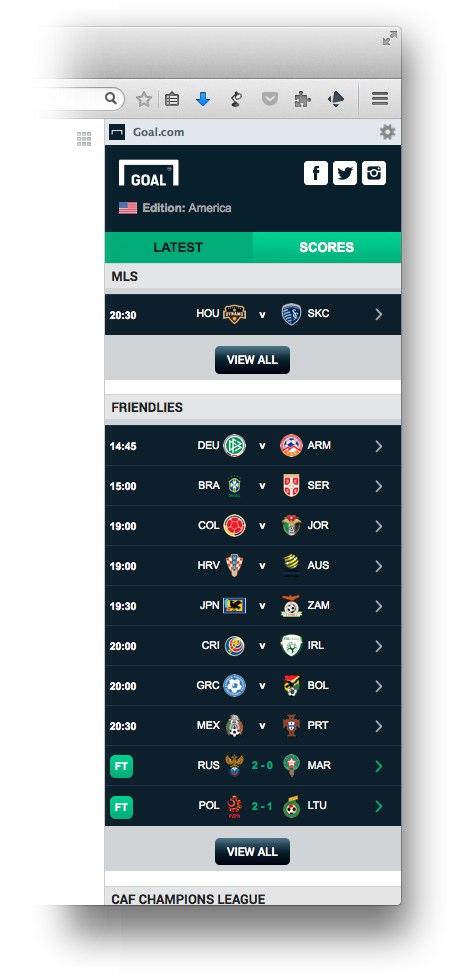 Goal.com
GOAL
Edition: America
LATEST SCORES
MLS
20:30 HOU v SKC
VIEW ALL
FRIENDLIES
14:45 DEU v ARM
15:00 BRA v SER
19:00 COL v JOR
19:00 HRV v AUS
19:30 JPN v ZAM
20:00 CRI v IRL
20:00 GRC v BOL
20:30 MEX v PRT
FT RUS 2 - 0 MAR
FT POL 2 - 1 LTU
VIEW ALL
CAF CHAMPIONS LEAGUE